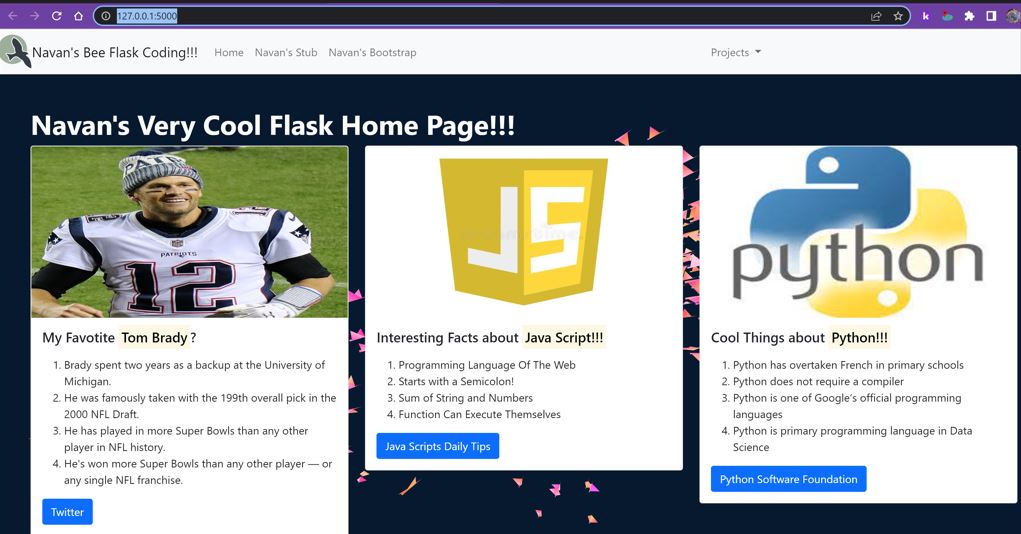 127.0.0.1:5000
Navan's Bee Flask Coding!!!
Home
Navan's Stub
Navan's Bootstrap
Projects
Navan's Very Cool Flask Home Page!!!
PATRIOTS
12
My Favotite Tom Brady ?
1. Brady spent two years as a backup at the University of
Michigan.
2. He was famously taken with the 199th overall pick in the
2000 NFL Draft.
3. He has played in more Super Bowls than any other
player in NFL history.
4. He's won more Super Bowls than any other player — or
any single NFL franchise.
Twitter
JS
Interesting Facts about Java Script!!!
1. Programming Language Of The Web
2. Starts with a Semicolon!
3. Sum of String and Numbers
4. Function Can Execute Themselves
Java Scripts Daily Tips
python
Cool Things about Python!!!
1. Python has overtaken French in primary schools
2. Python does not require a compiler
3. Python is one of Google's official programming
languages
4. Python is primary programming language in Data
Science
Python Software Foundation